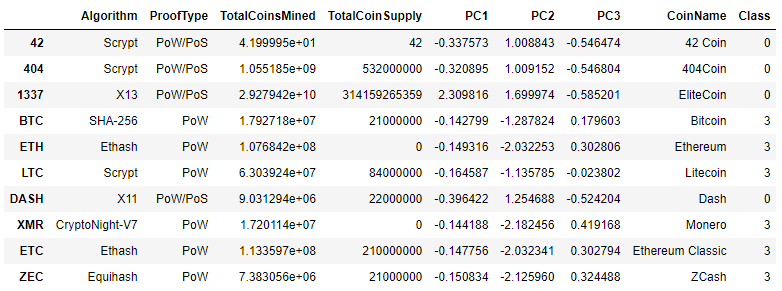 Algorithm ProofType TotalCoinsMined TotalCoinSupply PC1 PC2 PC3 CoinName Class
42 Scrypt PoW/PoS 4.199995e+01 42 -0.337573 1.008843 -0.546474 42 Coin 0
404 Scrypt PoW/PoS 1.055185e+09 532000000 -0.320895 1.009152 -0.546804 404Coin 0
1337 X13 PoW/PoS 2.927942e+10 314159265359 2.309816 1.699974 -0.585201 EliteCoin 0
BTC SHA-256 PoW 1.792718e+07 21000000 -0.142799 -1.287824 0.179603 Bitcoin 3
ETH Ethash PoW 1.076842e+08 0 -0.149316 -2.032253 0.302806 Ethereum 3
LTC Scrypt PoW 6.303924e+07 84000000 -0.164587 -1.135785 -0.023802 Litecoin 3
DASH X11 PoW/PoS 9.031294e+06 22000000 -0.396422 1.254688 -0.524204 Dash 0
XMR CryptoNight-V7 PoW 1.720114e+07 0 -0.144188 -2.182456 0.419168 Monero 3
ETC Ethash PoW 1.133597e+08 210000000 -0.147756 -2.032341 0.302794 Ethereum Classic 3
ZEC Equihash PoW 7.383056e+06 21000000 -0.150834 -2.125960 0.324488 ZCash 3